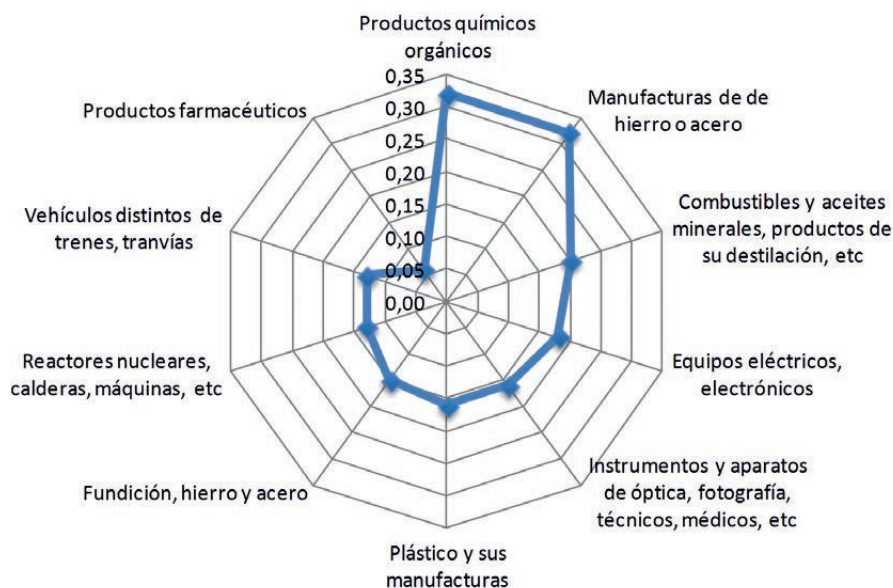 Productos químicos
orgánicos
0,35
0,30
0,25
0,20
0,15
0,10
0,05
0,00
Manufacturas de de
hierro o acero
Combustibles y aceites
minerales, productos de
su destilación, etc
Equipos eléctricos,
electrónicos
Instrumentos y aparatos
de óptica, fotografía,
técnicos, médicos, etc
Plástico y sus
manufacturas
Fundición, hierro y acero
Reactores nucleares,
calderas, máquinas, etc
Vehículos distintos de
trenes, tranvías
Productos farmacéuticos